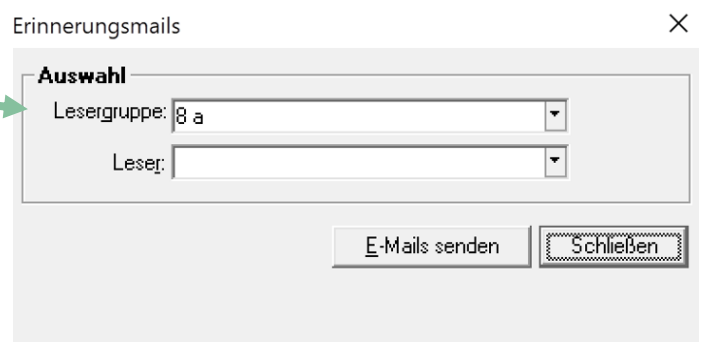 Erinnerungsmails
Auswahl
Lesergruppe: 8 a
Leser:
E-Mails senden Schließen